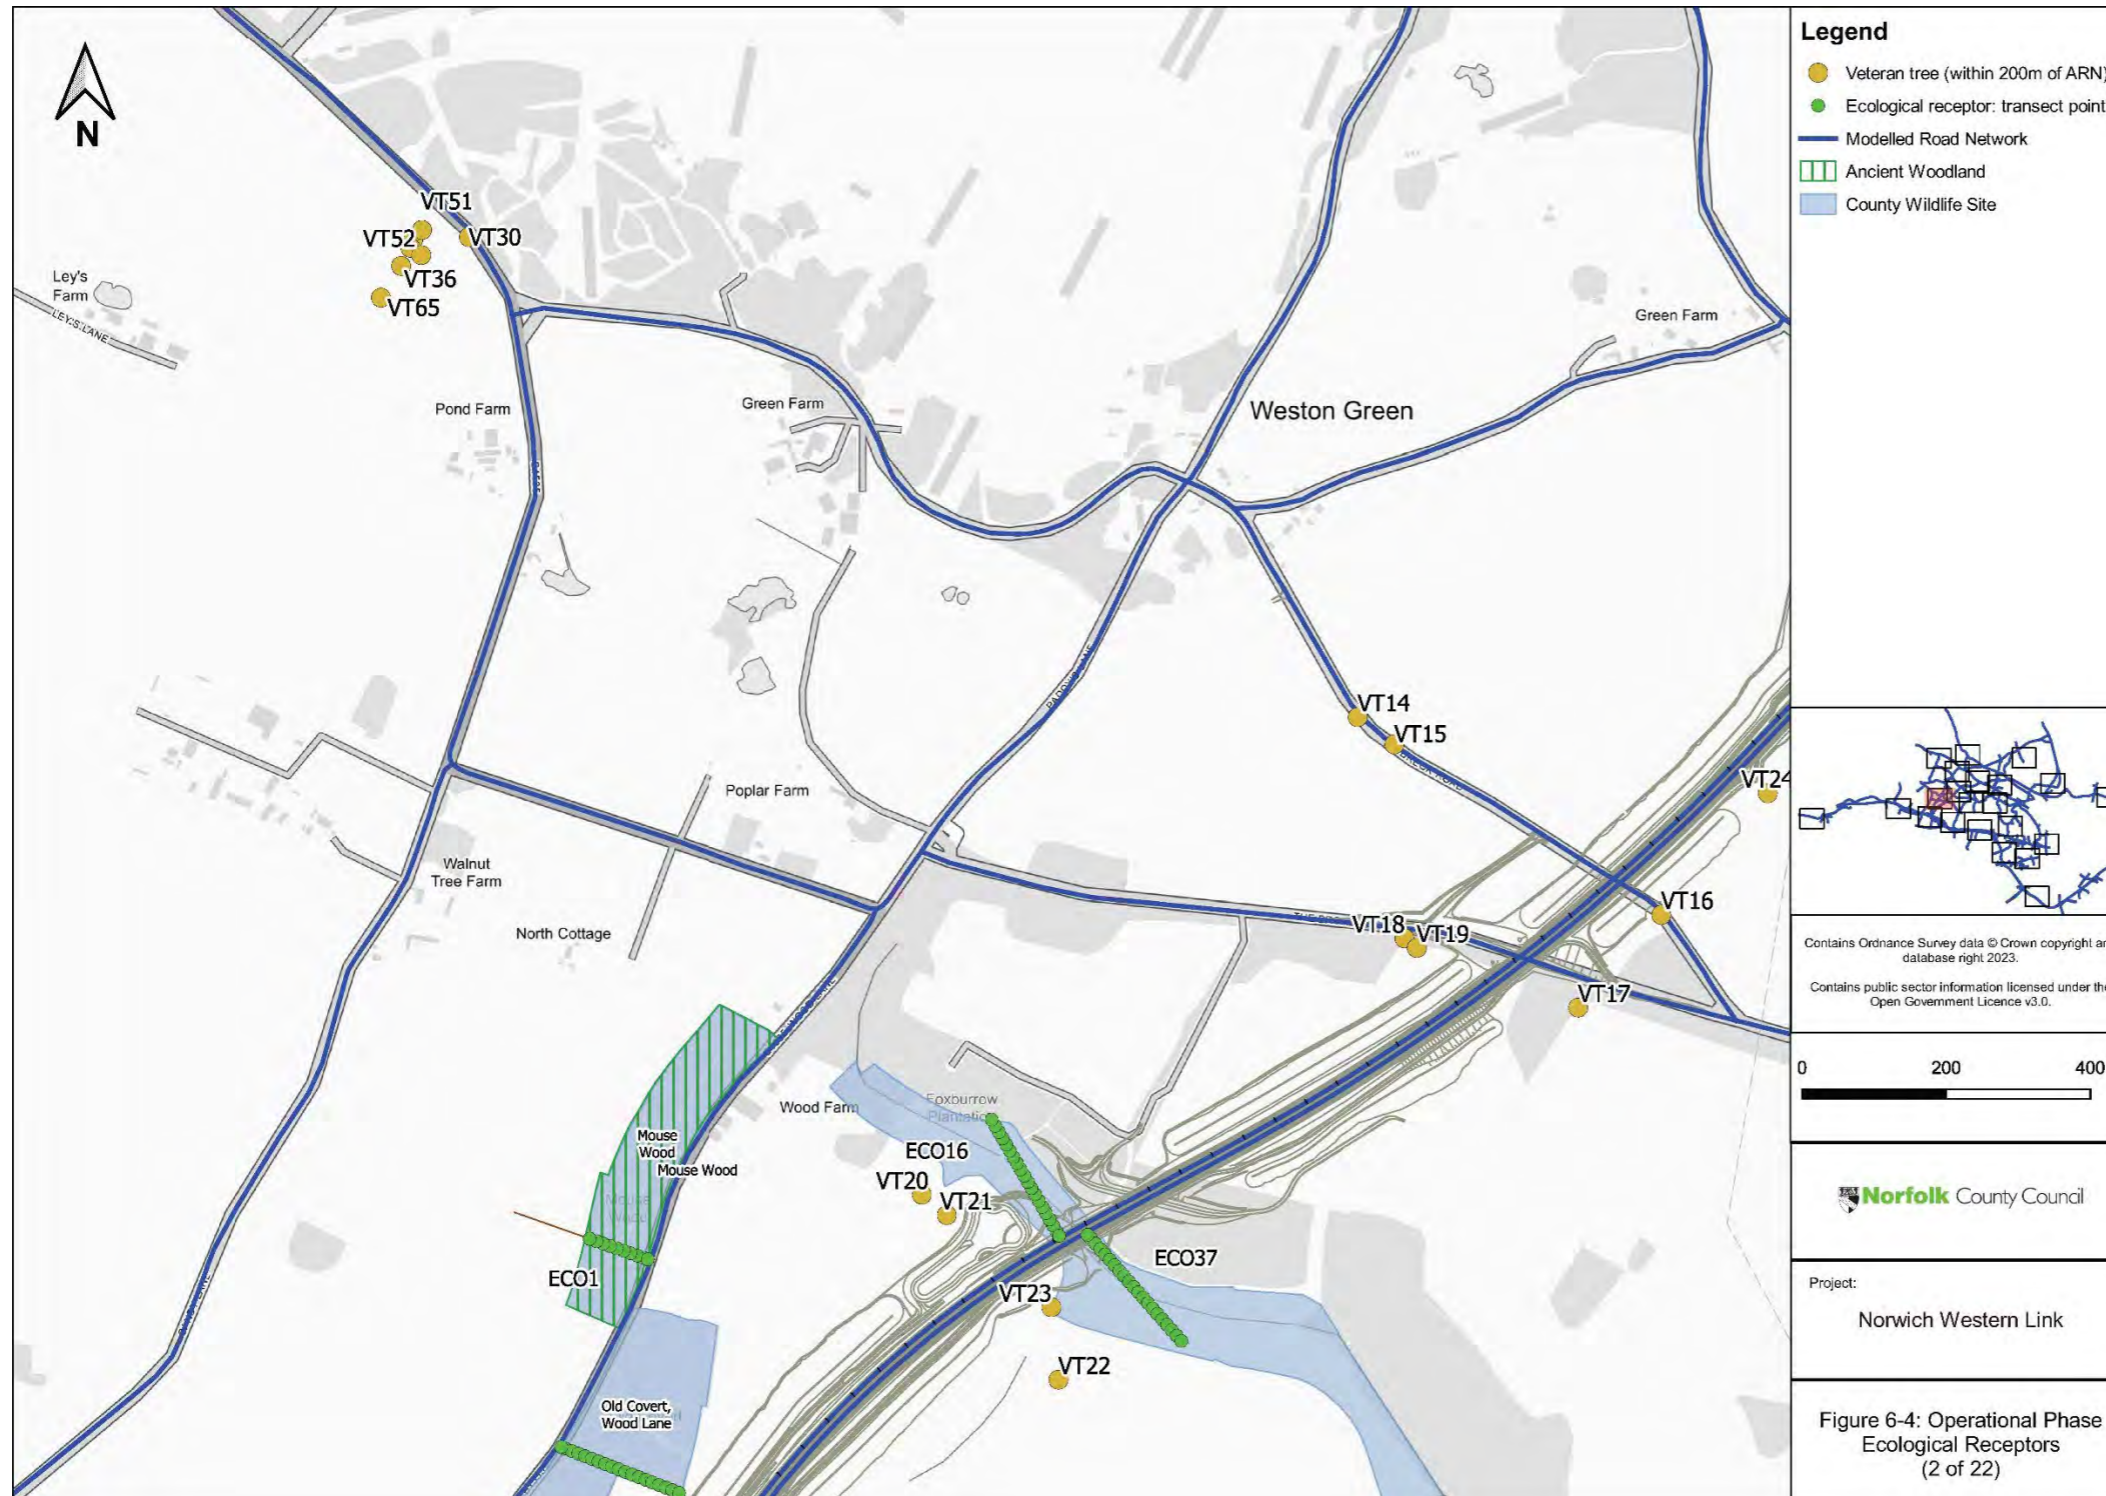 N
VT51
VT52
VT30
VT36
VT65
Ley's
Farm
LEY'S LANE
Pond Farm
Green Farm
Weston Green
Green Farm
VT14
VT15
VT24
Poplar Farm
Walnut
Tree Farm
North Cottage
VT18
VT19
VT16
VT17
Wood Farm
Foxburrow
Plantation
Mouse
Wood
Mouse Wood
ECO16
VT20
VT21
ECO1
ECO37
VT23
VT22
Old Covert,
Wood Lane
Legend
Veteran tree (within 200m of ARN)
Ecological receptor: transect point
Modelled Road Network
Ancient Woodland
County Wildlife Site
Contains Ordnance Survey data © Crown copyright an
database right 2023.
Contains public sector information licensed under the
Open Government Licence v3.0.
0 200 400
Norfolk County Council
Project:
Norwich Western Link
Figure 6-4: Operational Phase
Ecological Receptors
(2 of 22)